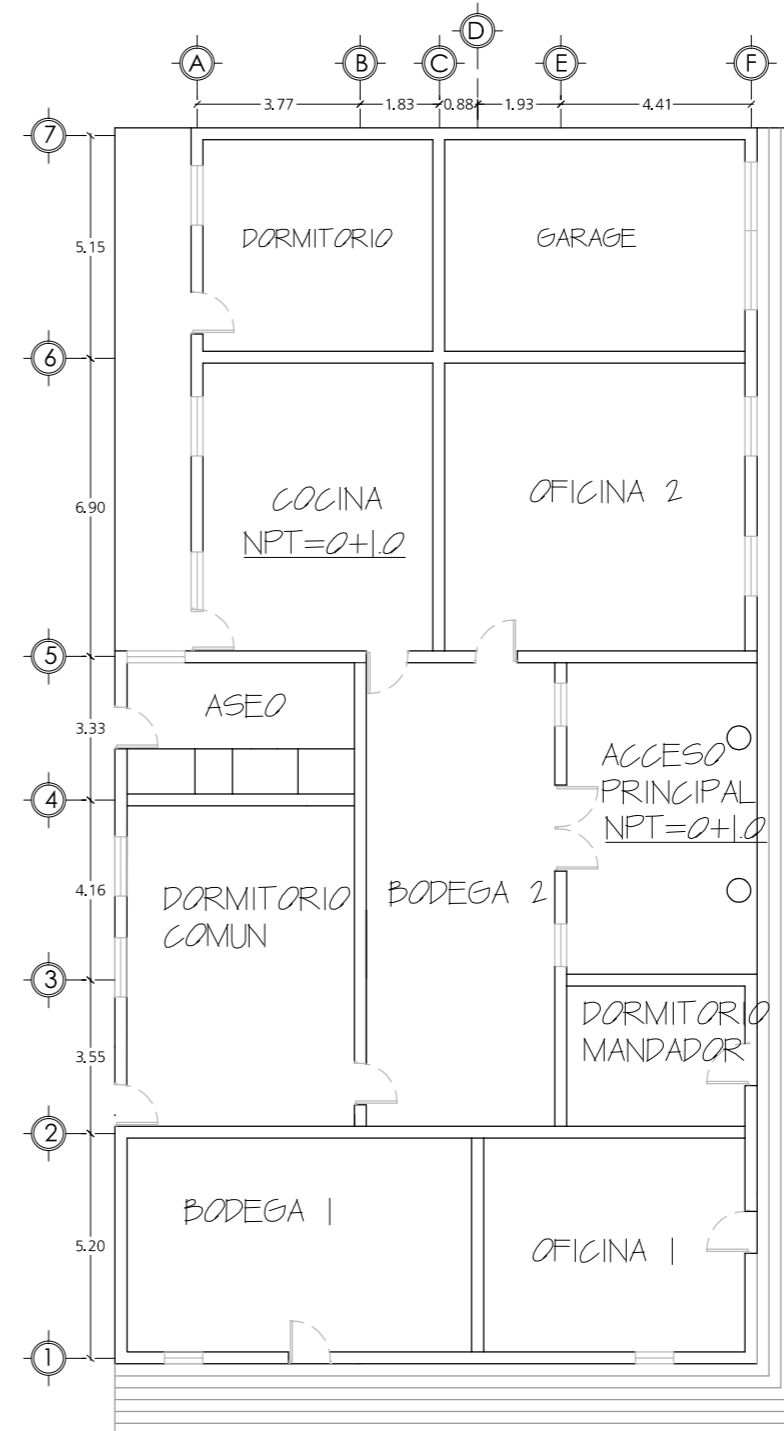 D
A B C E F
3.77 1.83 0.88 1.93 4.41
7
5.15
DORMITORIO GARAGE
6
6.90
COCINA
NPT=0+1.0
OFICINA 2
5
ASEO
3.33
ACCESO
PRINCIPAL
NPT=0+1.0
4
4.16
DORMITORIO
COMUN
BODEGA 2
3
DORMITORIO
MANDADOR
3.55
2
BODEGA 1
5.20
OFICINA 1
1